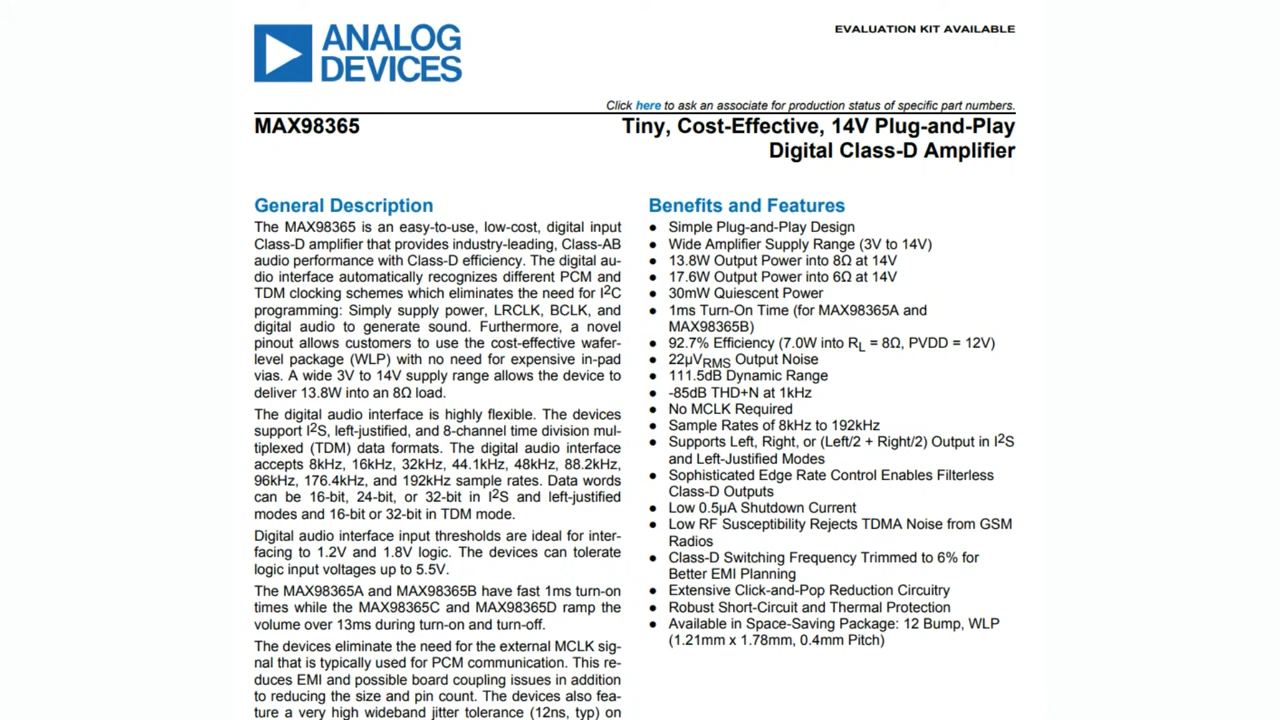 ANALOG
DEVICES
EVALUATION KIT AVAILABLE
Click here to ask an associate for production status of specific part numbers.
MAX98365
Tiny, Cost-Effective, 14V Plug-and-Play
Digital Class-D Amplifier
General Description
The MAX98365 is an easy-to-use, low-cost, digital input
Class-D amplifier that provides industry-leading, Class-AB
audio performance with Class-D efficiency. The digital au-
dio interface automatically recognizes different PCM and
TDM clocking schemes which eliminates the need for I2C
programming: Simply supply power, LRCLK, BCLK, and
digital audio to generate sound. Furthermore, a novel
pinout allows customers to use the cost-effective wafer-
level package (WLP) with no need for expensive in-pad
vias. A wide 3V to 14V supply range allows the device to
deliver 13.8W into an 8Ω load.
The digital audio interface is highly flexible. The devices
support I2S, left-justified, and 8-channel time division mul-
tiplexed (TDM) data formats. The digital audio interface
accepts 8kHz, 16kHz, 32kHz, 44.1kHz, 48kHz, 88.2kHz,
96kHz, 176.4kHz, and 192kHz sample rates. Data words
can be 16-bit, 24-bit, or 32-bit in I2S and left-justified
modes and 16-bit or 32-bit in TDM mode.
Digital audio interface input thresholds are ideal for inter-
facing to 1.2V and 1.8V logic. The devices can tolerate
logic input voltages up to 5.5V.
The MAX98365A and MAX98365B have fast 1ms turn-on
times while the MAX98365C and MAX98365D ramp the
volume over 13ms during turn-on and turn-off.
The devices eliminate the need for the external MCLK sig-
nal that is typically used for PCM communication. This re-
duces EMI and possible board coupling issues in addition
to reducing the size and pin count. The devices also fea-
ture a very high wideband jitter tolerance (12ns, typ) on
Benefits and Features
● Simple Plug-and-Play Design
● Wide Amplifier Supply Range (3V to 14V)
● 13.8W Output Power into 8Ω at 14V
● 17.6W Output Power into 6Ω at 14V
● 30mW Quiescent Power
● 1ms Turn-On Time (for MAX98365A and
MAX98365B)
● 92.7% Efficiency (7.0W into RL = 8Ω, PVDD = 12V)
● 22µVRMS Output Noise
● 111.5dB Dynamic Range
● -85dB THD+N at 1kHz
● No MCLK Required
● Sample Rates of 8kHz to 192kHz
● Supports Left, Right, or (Left/2 + Right/2) Output in I2S
and Left-Justified Modes
● Sophisticated Edge Rate Control Enables Filterless
Class-D Outputs
● Low 0.5µA Shutdown Current
● Low RF Susceptibility Rejects TDMA Noise from GSM
Radios
● Class-D Switching Frequency Trimmed to 6% for
Better EMI Planning
● Extensive Click-and-Pop Reduction Circuitry
● Robust Short-Circuit and Thermal Protection
● Available in Space-Saving Package: 12 Bump, WLP
(1.21mm x 1.78mm, 0.4mm Pitch)